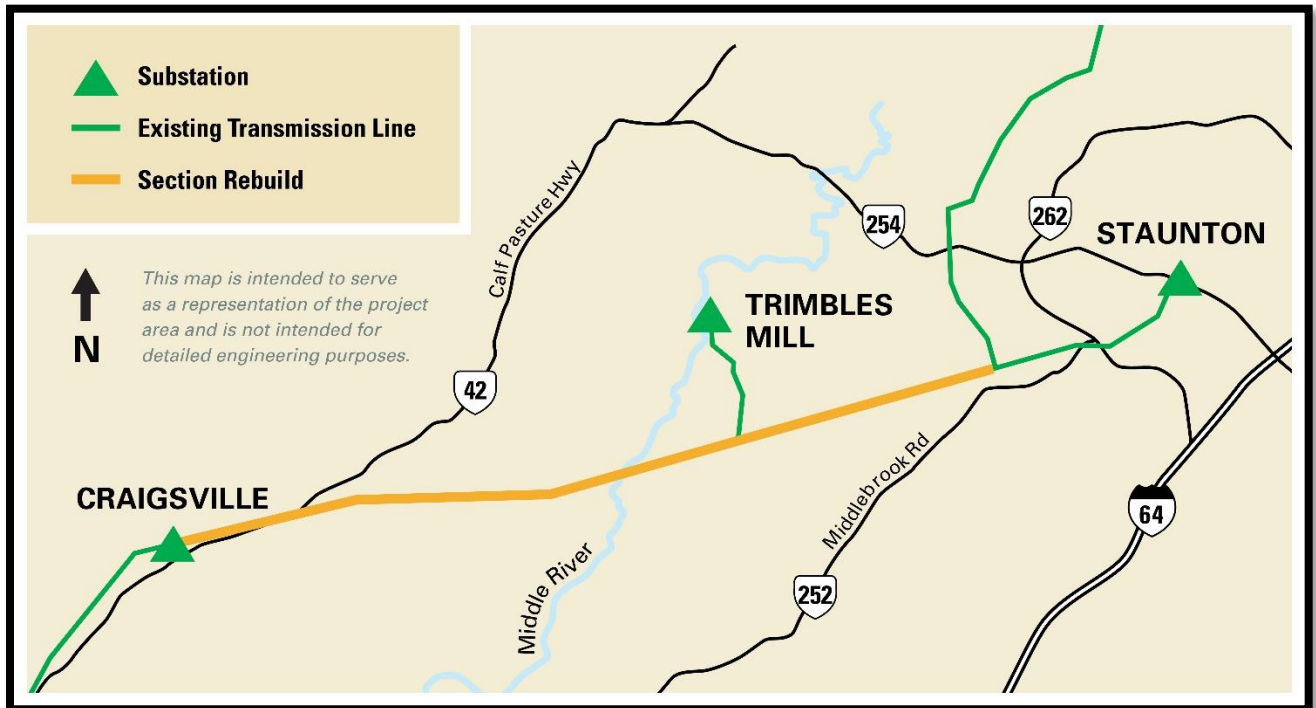 Substation
Existing Transmission Line
Section Rebuild
This map is intended to serve
as a representation of the project
area and is not intended for
detailed engineering purposes.
N
Calf Pasture Hwy
42
254
262
STAUNTON
TRIMBLES
MILL
CRAIGSVILLE
Middle River
Middlebrook Rd
252
64